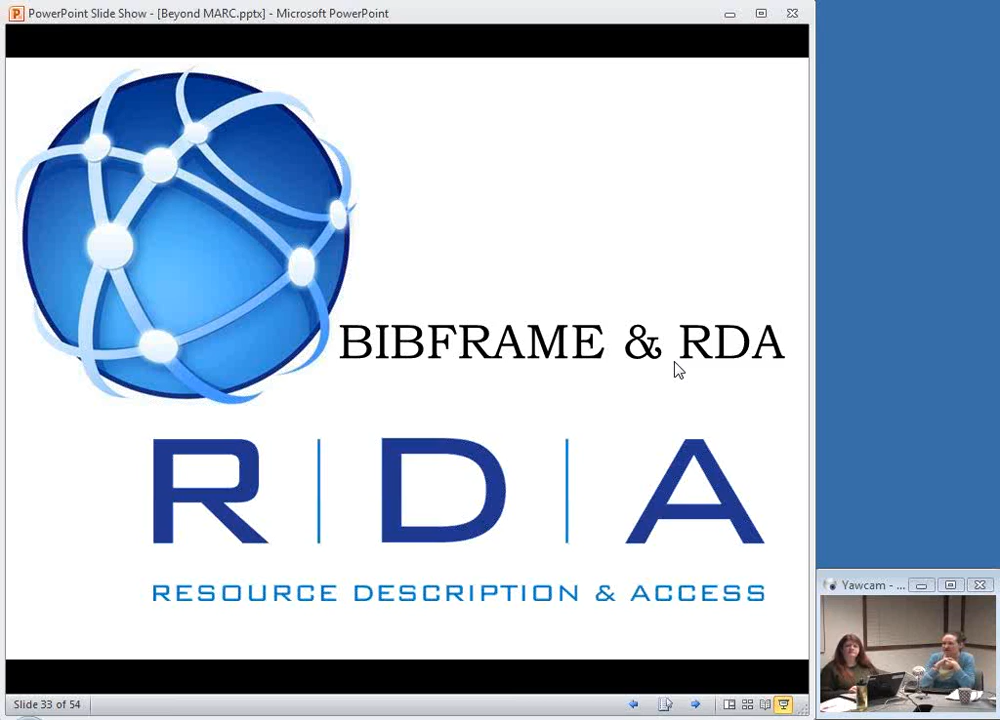 PowerPoint Slide Show - [Beyond MARC.pptx] - Microsoft PowerPoint
BIBFRAME & RDA
R|D|A
RESOURCE DESCRIPTION & ACCESS
Yawcam - ...
Slide 33 of 54